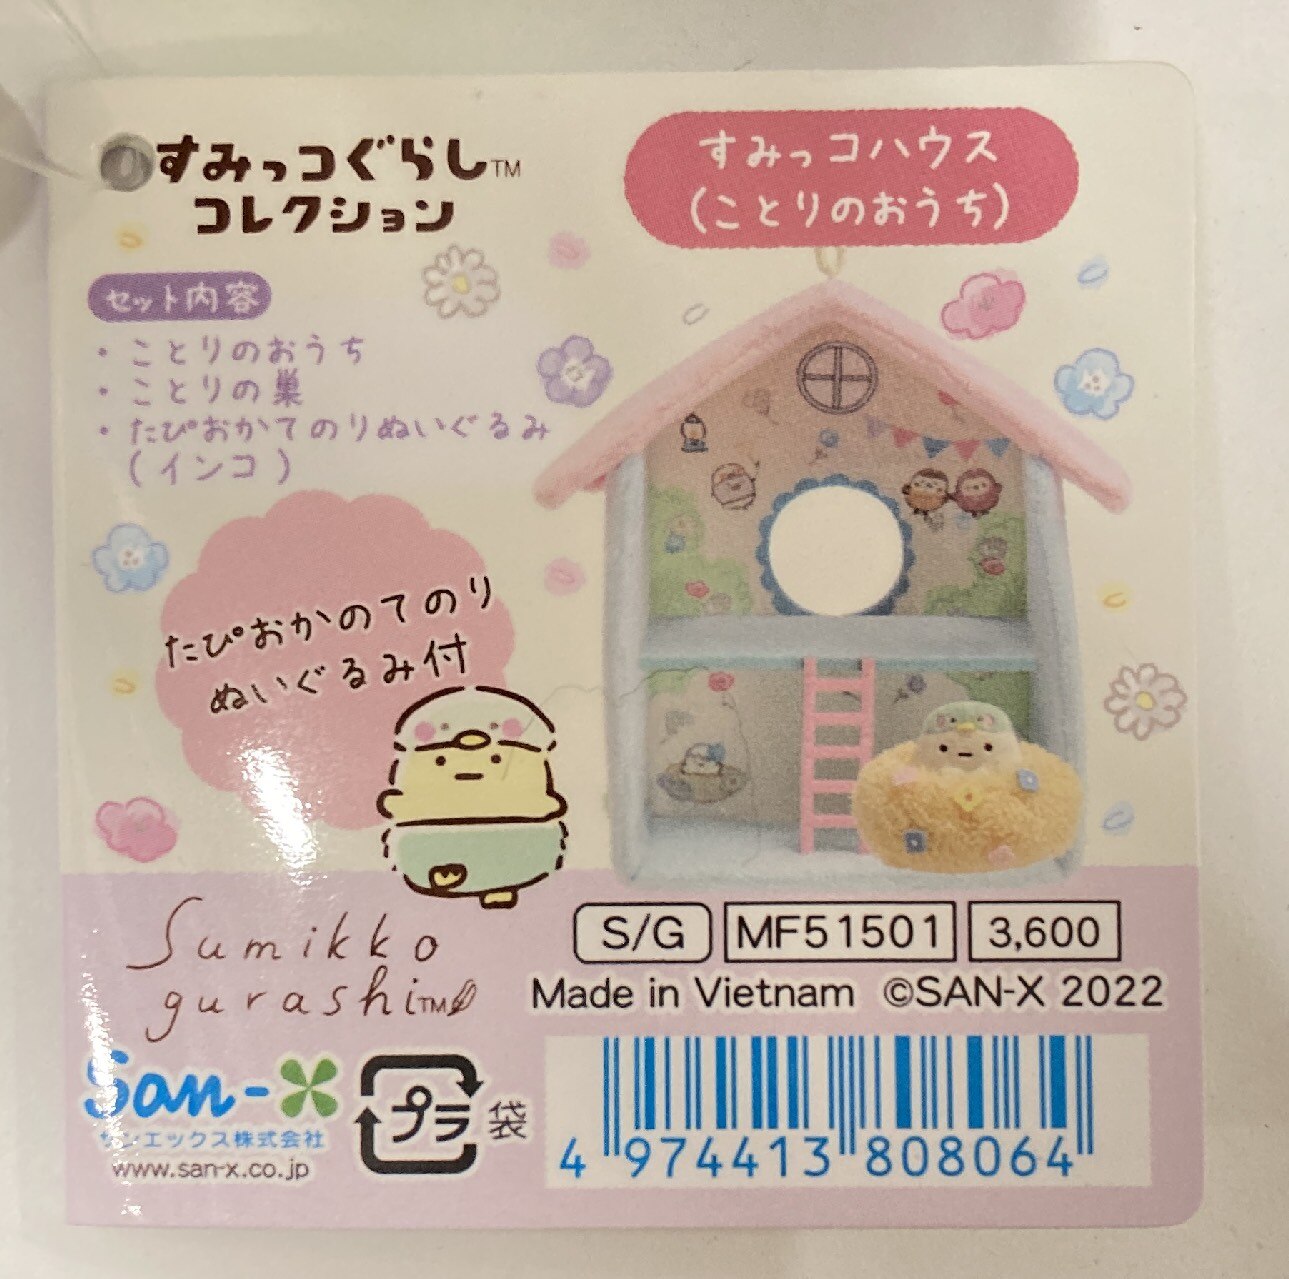 すみっコぐらし™
コレクション
すみっコハウス
(ことりのおうち)
セット内容
・ことりのおうち
・ことりの巣
・たぴおかてのりぬいぐるみ
(インコ)
たぴおかのてのり
ぬいぐるみ付
Sumikko
gurashi™
S/G MF51501 3,600
Made in Vietnam ©SAN-X 2022
San-X
サンエックス株式会社
www.san-x.co.jp
プラ 袋
4 974413 808064